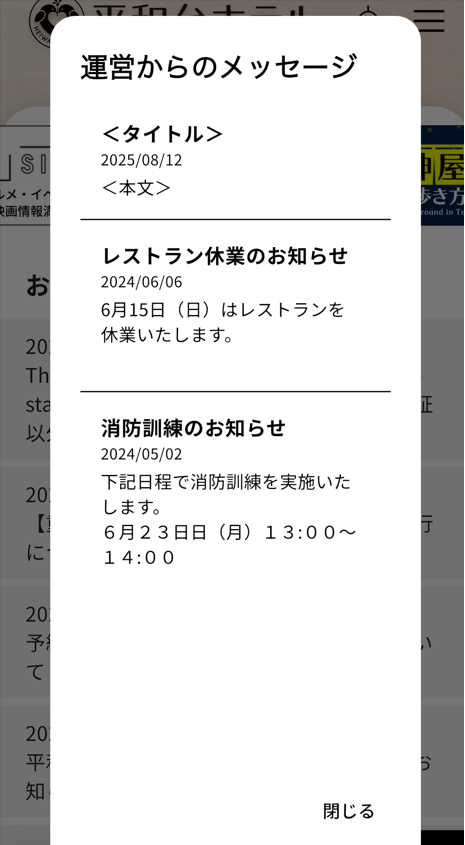 平和台ホテル
運営からのメッセージ
＜タイトル＞
2025/08/12
＜本文＞
レストラン休業のお知らせ
2024/06/06
6月15日（日）はレストランを
休業いたします。
消防訓練のお知らせ
2024/05/02
下記日程で消防訓練を実施いた
します。
６月２３日日（月）１３:００～
１４:００
閉じる